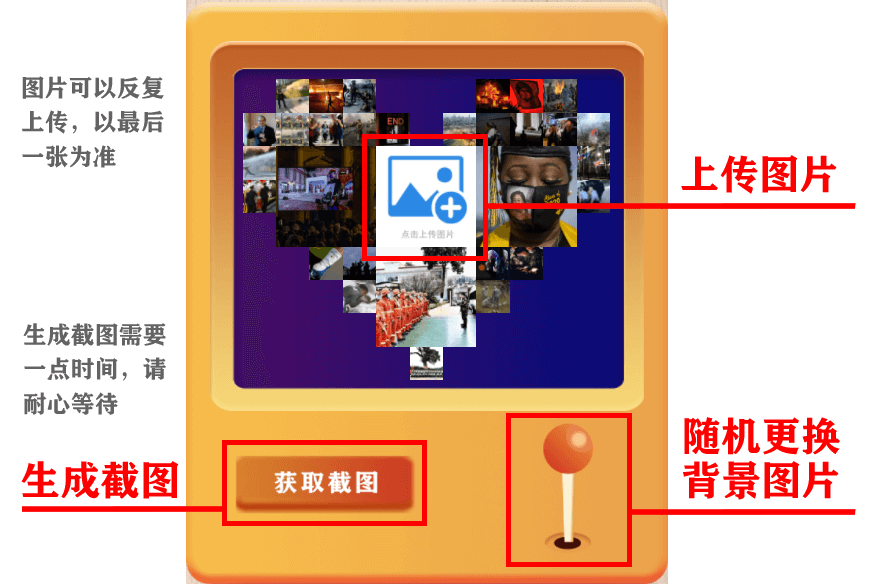 图片可以反复
上传，以最后
一张为准
END
上传图片
点击上传图片
生成截图需要
一点时间，请
耐心等待
随机更换
背景图片
生成截图
获取截图